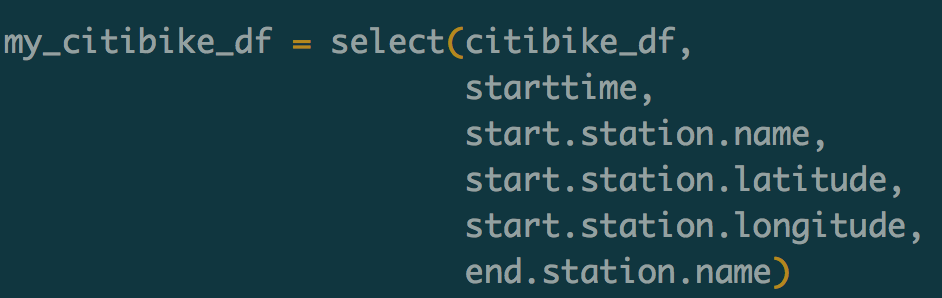 my_citibike_df = select(citibike_df,
starttime,
start.station.name,
start.station.latitude,
start.station.longitude,
end.station.name)